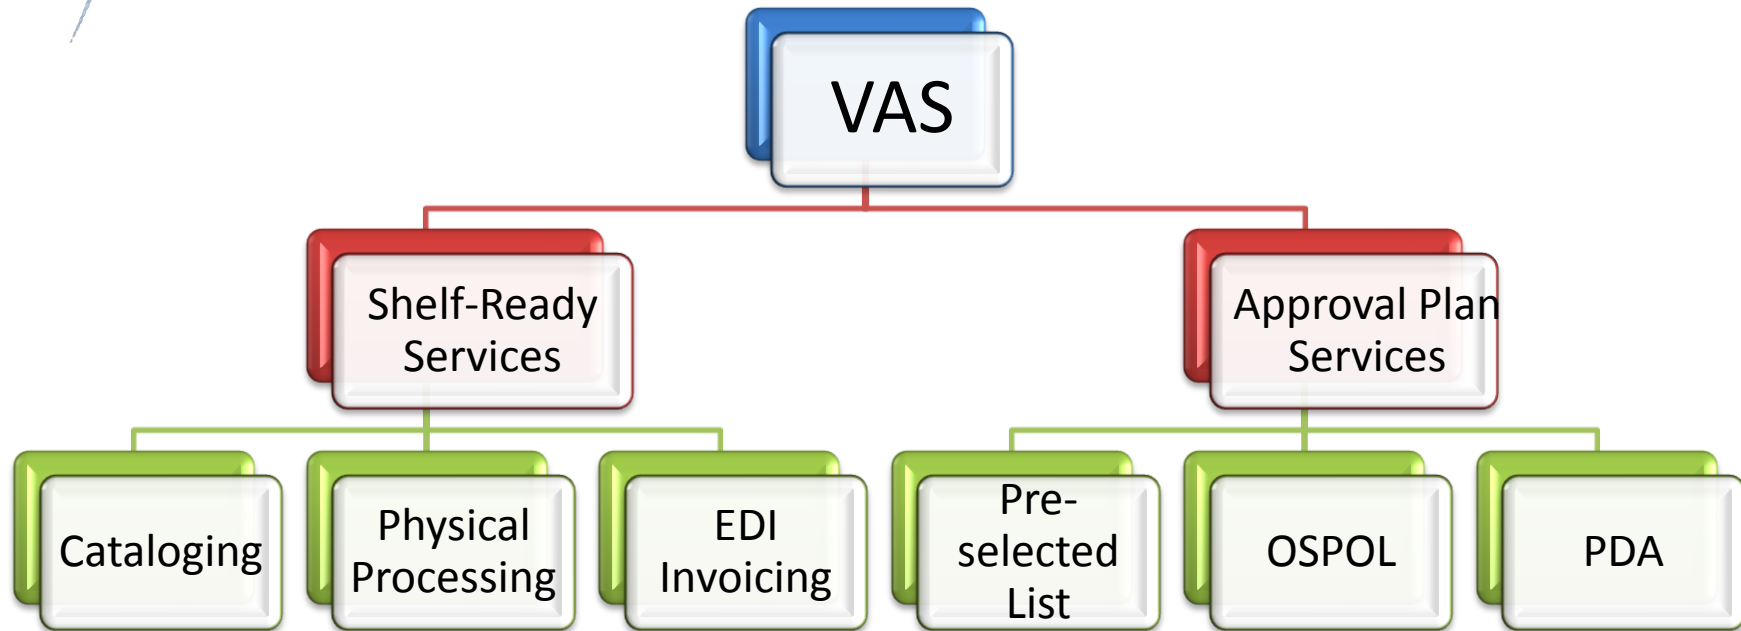 VAS
Shelf-Ready
Services
Approval Plan
Services
Cataloging
Physical
Processing
EDI
Invoicing
Pre-
selected
List
OSPOL
PDA